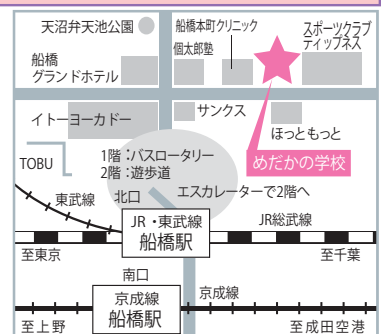 天沼弁天池公園
船橋本町クリニック
スポーツクラブ
ティップネス
個太郎塾
船橋
グランドホテル
サンクス
イトーヨーカドー
ほっともっと
めだかの学校
TOBU
1階：バスロータリー
2階：遊歩道
北口
エスカレーターで2階へ
東武線
JR・東武線
船橋駅
JR総武線
至東京
至千葉
南口
京成線
船橋駅
京成線
至上野
至成田空港